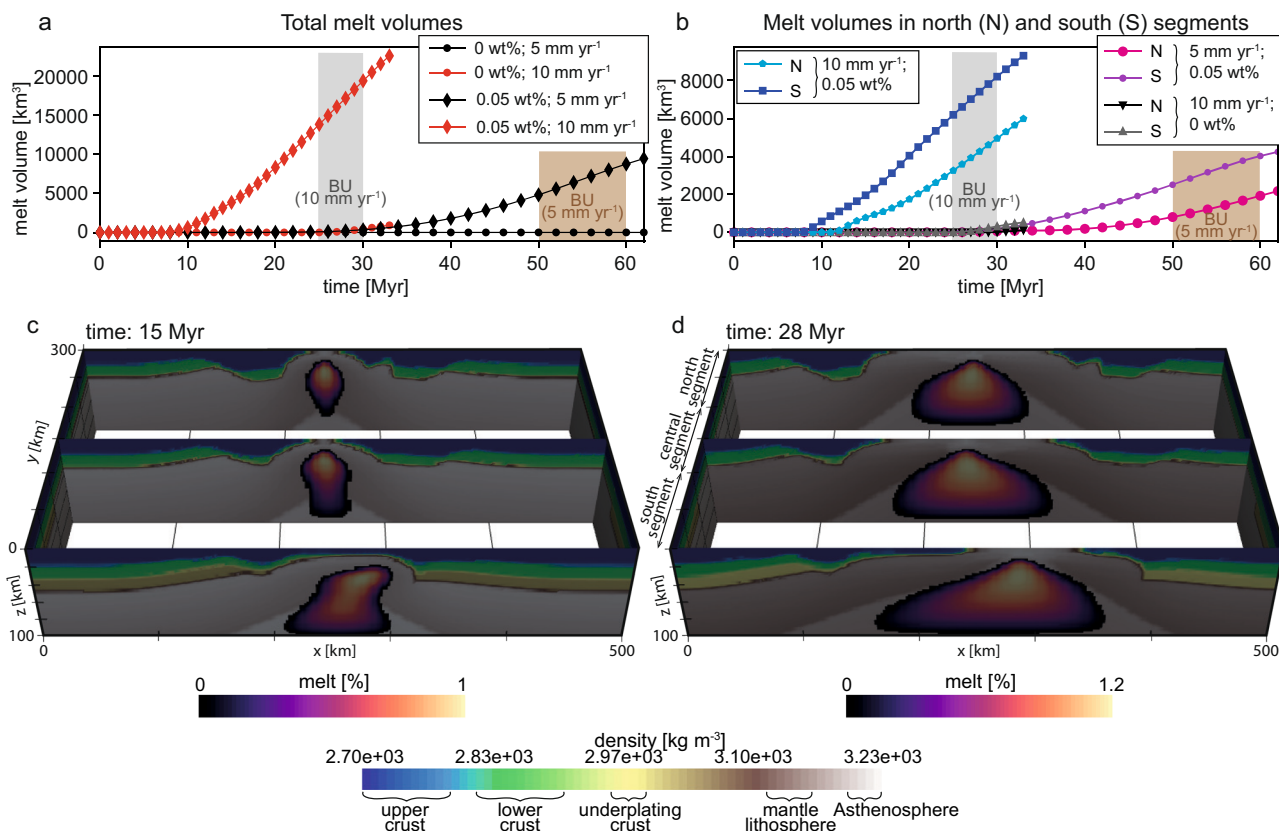 a
Total melt volumes
melt volume [km³]
20000
15000
10000
5000
0
0 wt%; 5 mm yr⁻¹
0 wt%; 10 mm yr⁻¹
0.05 wt%; 5 mm yr⁻¹
0.05 wt%; 10 mm yr⁻¹
BU
(10 mm yr⁻¹)
BU
(5 mm yr⁻¹)
0 10 20 30 40 50 60
time [Myr]
b
Melt volumes in north (N) and south (S) segments
melt volume [km³]
8000
6000
4000
2000
0
N
S
10 mm yr⁻¹;
0.05 wt%
N
S
5 mm yr⁻¹;
0.05 wt%
N
S
10 mm yr⁻¹;
0 wt%
BU
(10 mm yr⁻¹)
BU
(5 mm yr⁻¹)
0 10 20 30 40 50 60
time [Myr]
c
time: 15 Myr
300
y [km]
0
z [km]
100
0
x [km]
500
0
melt [%]
1
d
time: 28 Myr
north
segment
central
segment
south
segment
0
z [km]
100
0
x [km]
500
0
melt [%]
1.2
density [kg m⁻³]
2.70e+03 2.83e+03 2.97e+03 3.10e+03 3.23e+03
upper
crust
lower
crust
underplating
crust
mantle
lithosphere
Asthenosphere